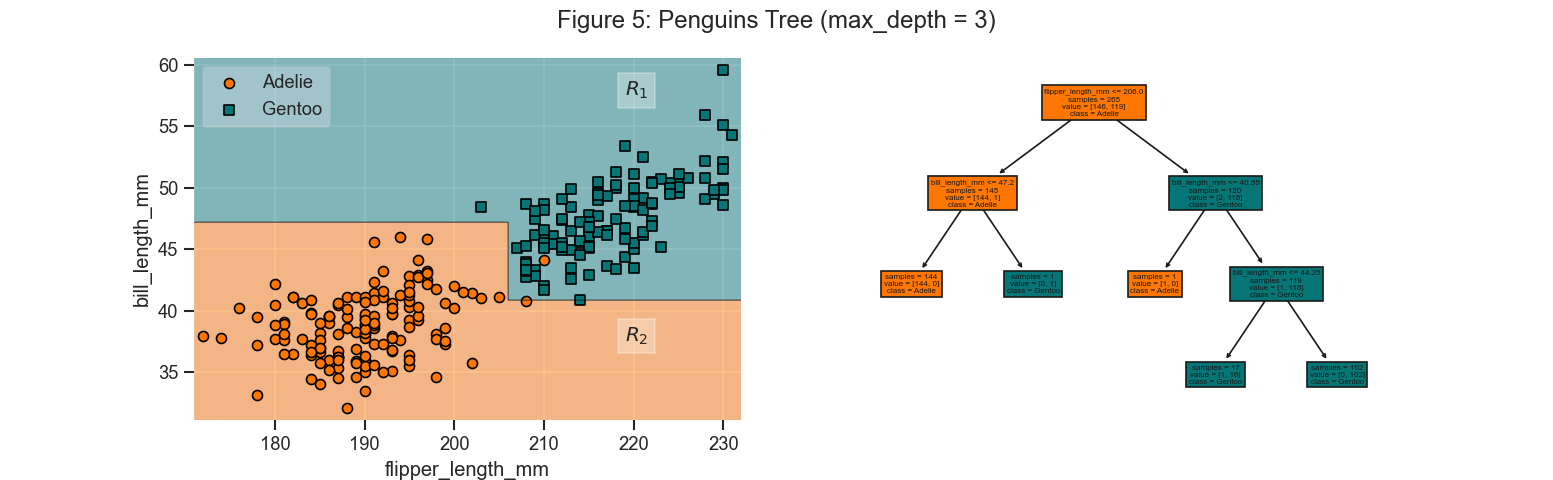 Figure 5: Penguins Tree (max_depth = 3)
Adelie
Gentoo
R1
R2
60
55
50
45
40
35
bill_length_mm
180
190
200
210
220
230
flipper_length_mm
flipper_length_mm <= 206.0
samples = 265
value = [146, 119]
class = Adelie
bill_length_mm <= 47.2
samples = 145
value = [144, 1]
class = Adelie
bill_length_mm <= 40.85
samples = 120
value = [2, 118]
class = Gentoo
samples = 144
value = [144, 0]
class = Adelie
samples = 1
value = [0, 1]
class = Gentoo
samples = 1
value = [1, 0]
class = Adelie
bill_length_mm <= 44.25
samples = 119
value = [1, 118]
class = Gentoo
samples = 17
value = [1, 16]
class = Gentoo
samples = 102
value = [0, 102]
class = Gentoo